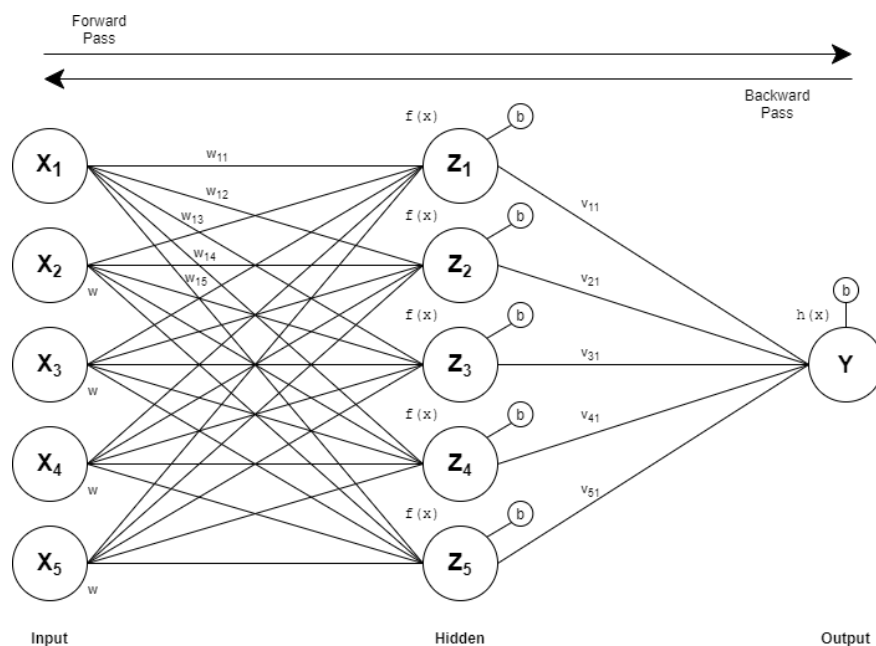 Forward
Pass
Backward
Pass
f(x)
b
X1
w11
Z1
w12
v11
w13
f(x)
b
X2
w14
Z2
w15
v21
w
f(x)
b
h(x)
b
X3
Z3
v31
Y
w
f(x)
b
v41
X4
Z4
w
v51
f(x)
b
X5
Z5
w
Input
Hidden
Output